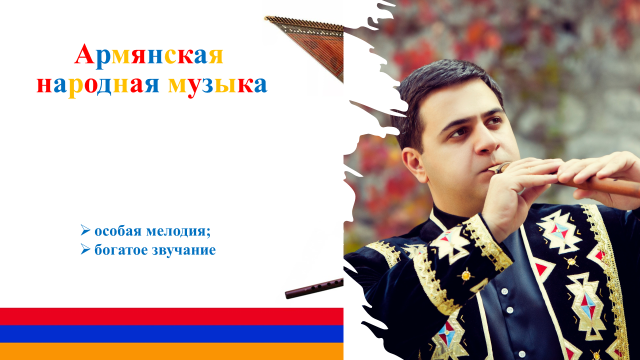 Армянская
народная музыка
➢ особая мелодия;
➢ богатое звучание